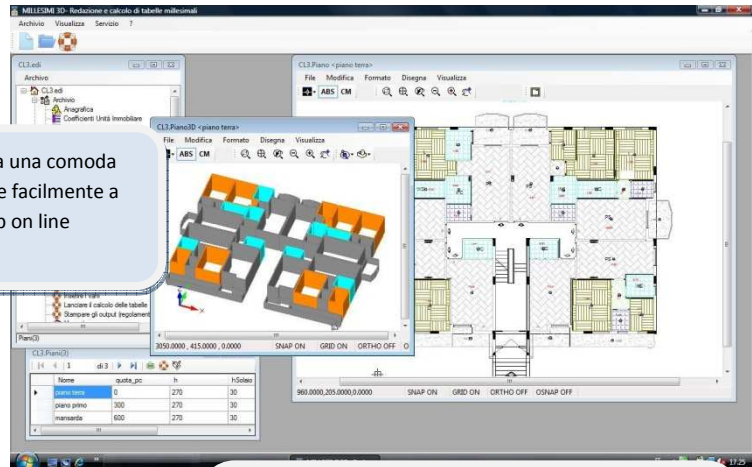 MILLESIMI 3D- Redazione e calcolo di tabelle millesimali
Archivio Visualizza Servizio ?
CL3.edi
Archivio
CL3.edi
Archivio
Anagrafica
Coefficienti Unità Immobiliare
a una comoda
e facilmente a
o on line
Inserire i vani
Lanciare il calcolo delle tabelle
Stampare gli output (regolament
Piani(3)
CL3.Piano3D <piano terra>
File Modifica Formato Disegna Visualizza
ABS CM
3050.0000 , 415.0000 , 0.0000 SNAP ON GRID ON ORTHO OFF O
CL3.Piano <piano terra>
File Modifica Formato Disegna Visualizza
ABS CM
960.0000,205.0000,0.0000 SNAP ON GRID ON ORTHO OFF OSNAP OFF
CL3.Piani(3)
1 di 3
Nome quota_pc h hSolaio
piano terra 0 270 30
piano primo 300 270 30
mansarda 600 270 30
17:25